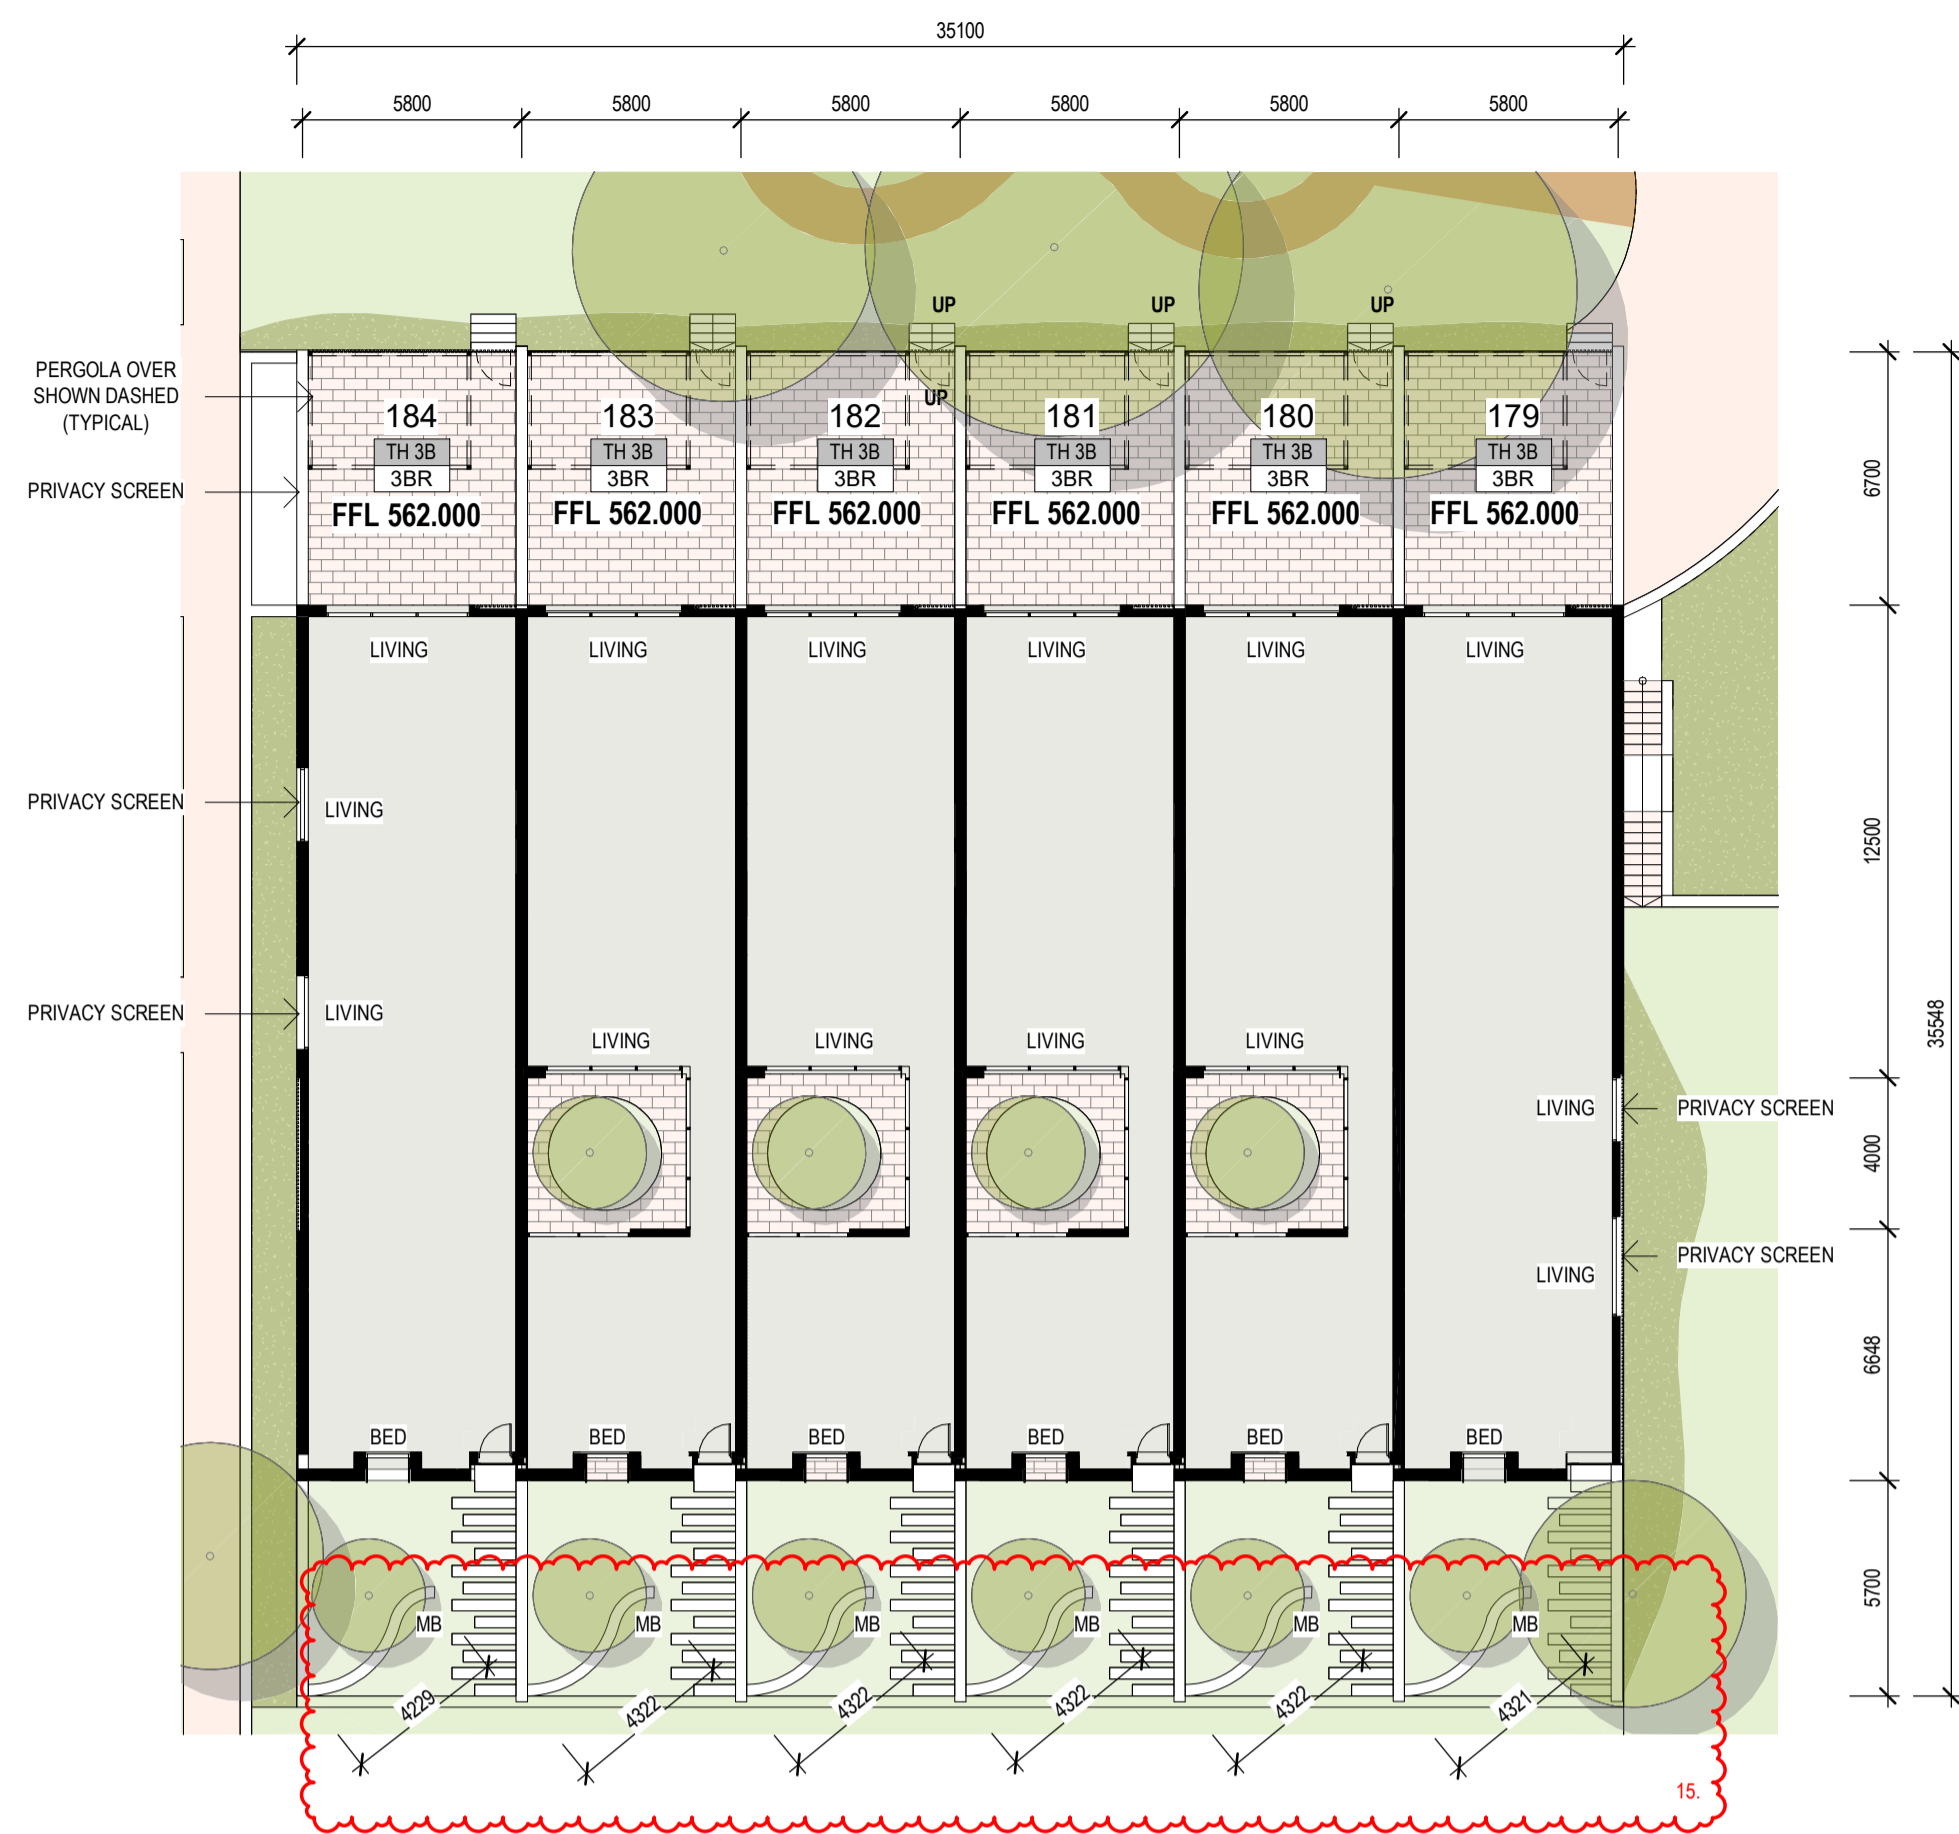 35100
5800 5800 5800 5800 5800 5800
UP UP UP
PERGOLA OVER
SHOWN DASHED
(TYPICAL)
UP
184 183 182 181 180 179
TH 3B TH 3B TH 3B TH 3B TH 3B TH 3B
3BR 3BR 3BR 3BR 3BR 3BR
PRIVACY SCREEN
6700
FFL 562.000 FFL 562.000 FFL 562.000 FFL 562.000 FFL 562.000 FFL 562.000
LIVING LIVING LIVING LIVING LIVING LIVING
PRIVACY SCREEN
LIVING
12500
PRIVACY SCREEN
LIVING
35548
LIVING LIVING LIVING LIVING
LIVING
PRIVACY SCREEN
4000
PRIVACY SCREEN
LIVING
6648
BED BED BED BED BED BED
5700
MB MB MB MB MB MB
4229 4322 4322 4322 4322 4321
15.